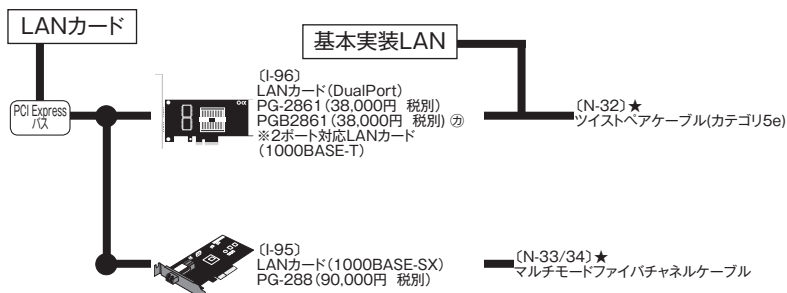 LANカード
基本実装LAN
PCI Express
バス
〔I-96〕
LANカード(DualPort)
PG-2861(38,000円 税別)
PGB2861(38,000円 税別) ㋕
※2ポート対応LANカード
(1000BASE-T)
〔N-32〕★
ツイストペアケーブル(カテゴリ5e)
〔I-95〕
LANカード(1000BASE-SX)
PG-288(90,000円 税別)
〔N-33/34〕★
マルチモードファイバチャネルケーブル